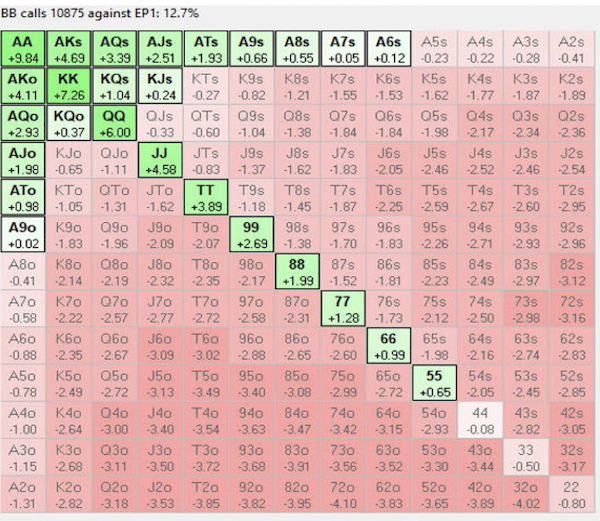 BB calls 10875 against EP1: 12.7%
AA AKs AQs AJs ATs A9s A8s A7s A6s A5s A4s A3s A2s
+9.84 +4.69 +3.39 +2.51 +1.93 +0.66 +0.55 +0.05 +0.12 -0.23 -0.22 -0.28 -0.41
AKo KK KQs KJs KTs K9s K8s K7s K6s K5s K4s K3s K2s
+4.11 +7.26 +1.04 +0.24 -0.27 -0.82 -1.21 -1.55 -1.53 -1.62 -1.77 -1.87 -1.89
AQo KQo QQ QJs QTs Q9s Q8s Q7s Q6s Q5s Q4s Q3s Q2s
+2.93 +0.37 +6.00 -0.33 -0.60 -1.04 -1.38 -1.84 -1.84 -1.98 -2.17 -2.34 -2.36
AJo KJo QJo JJ JTs J9s J8s J7s J6s J5s J4s J3s J2s
+1.98 -0.65 -1.11 +4.58 -0.83 -1.37 -1.62 -1.83 -2.05 -2.46 -2.52 -2.46 -2.54
ATo KTo QTo JTo TT T9s T8s T7s T6s T5s T4s T3s T2s
+0.98 -1.05 -1.31 -1.62 +3.89 -1.18 -1.45 -1.87 -2.25 -2.59 -2.67 -2.60 -2.95
A9o K9o Q9o J9o T9o 99 98s 97s 96s 95s 94s 93s 92s
+0.02 -1.83 -1.96 -2.09 -2.07 +2.69 -1.38 -1.70 -1.83 -2.26 -2.71 -2.93 -2.96
A8o K8o Q8o J8o T8o 98o 88 87s 86s 85s 84s 83s 82s
-0.41 -2.14 -2.19 -2.32 -2.35 -2.17 +1.99 -1.52 -1.81 -2.23 -2.49 -2.97 -3.12
A7o K7o Q7o J7o T7o 97o 87o 77 76s 75s 74s 73s 72s
-0.58 -2.22 -2.57 -2.77 -2.72 -2.58 -2.31 +1.28 -1.73 -2.12 -2.50 -2.98 -3.16
A6o K6o Q6o J6o T6o 96o 86o 76o 66 65s 64s 63s 62s
-0.88 -2.35 -2.67 -3.09 -3.02 -2.88 -2.65 -2.60 +0.99 -1.98 -2.16 -2.74 -2.83
A5o K5o Q5o J5o T5o 95o 85o 75o 65o 55 54s 53s 52s
-0.78 -2.49 -2.72 -3.13 -3.49 -3.40 -3.08 -2.99 -2.72 +0.65 -2.05 -2.45 -2.85
A4o K4o Q4o J4o T4o 94o 84o 74o 64o 54o 44 43s 42s
-1.00 -2.64 -3.00 -3.40 -3.54 -3.63 -3.47 -3.42 -3.15 -2.93 -0.08 -2.82 -3.05
A3o K3o Q3o J3o T3o 93o 83o 73o 63o 53o 43o 33 32s
-1.15 -2.68 -3.11 -3.50 -3.72 -3.68 -3.91 -3.56 -3.52 -3.30 -3.44 -0.50 -3.17
A2o K2o Q2o J2o T2o 92o 82o 72o 62o 52o 42o 32o 22
-1.31 -2.82 -3.18 -3.53 -3.85 -3.82 -3.95 -4.10 -3.83 -3.65 -3.89 -4.02 -0.80